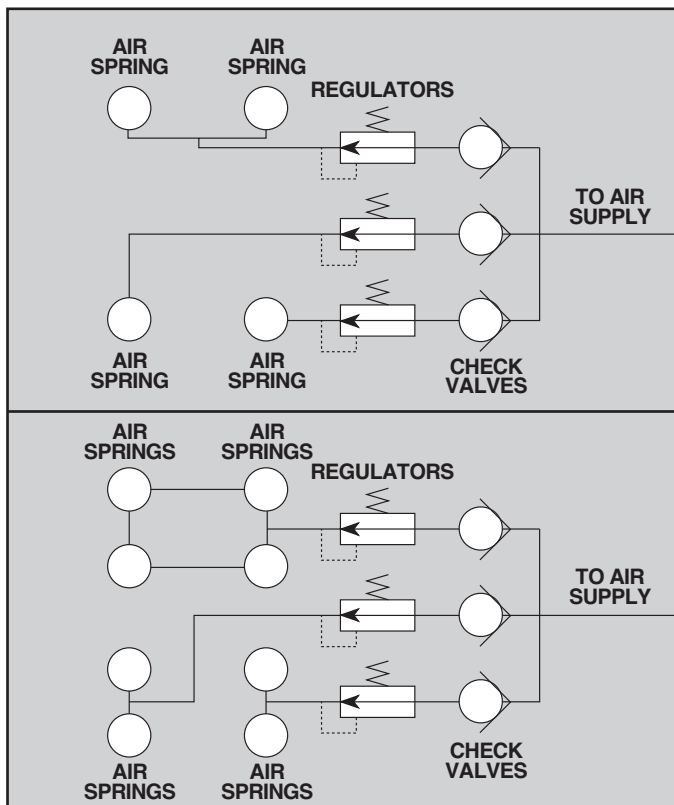 AIR
SPRING
AIR
SPRING
REGULATORS
TO AIR
SUPPLY
AIR
SPRING
AIR
SPRING
CHECK
VALVES
AIR
SPRINGS
AIR
SPRINGS
REGULATORS
TO AIR
SUPPLY
AIR
SPRINGS
AIR
SPRINGS
CHECK
VALVES